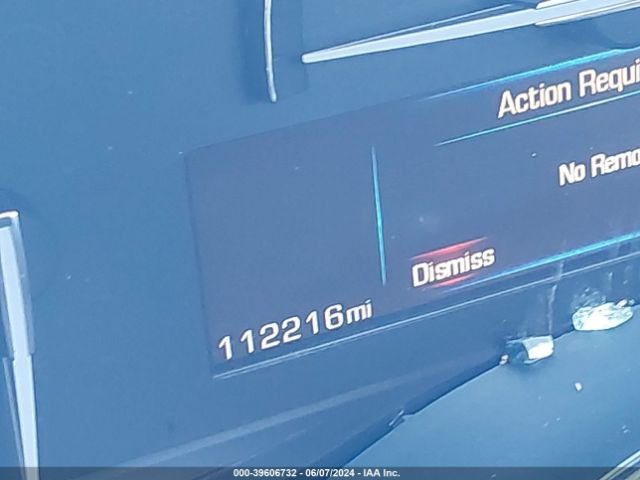 Action Requi
No Remo
Dismiss
112216mi
000-39606732 - 06/07/2024 - IAA Inc.